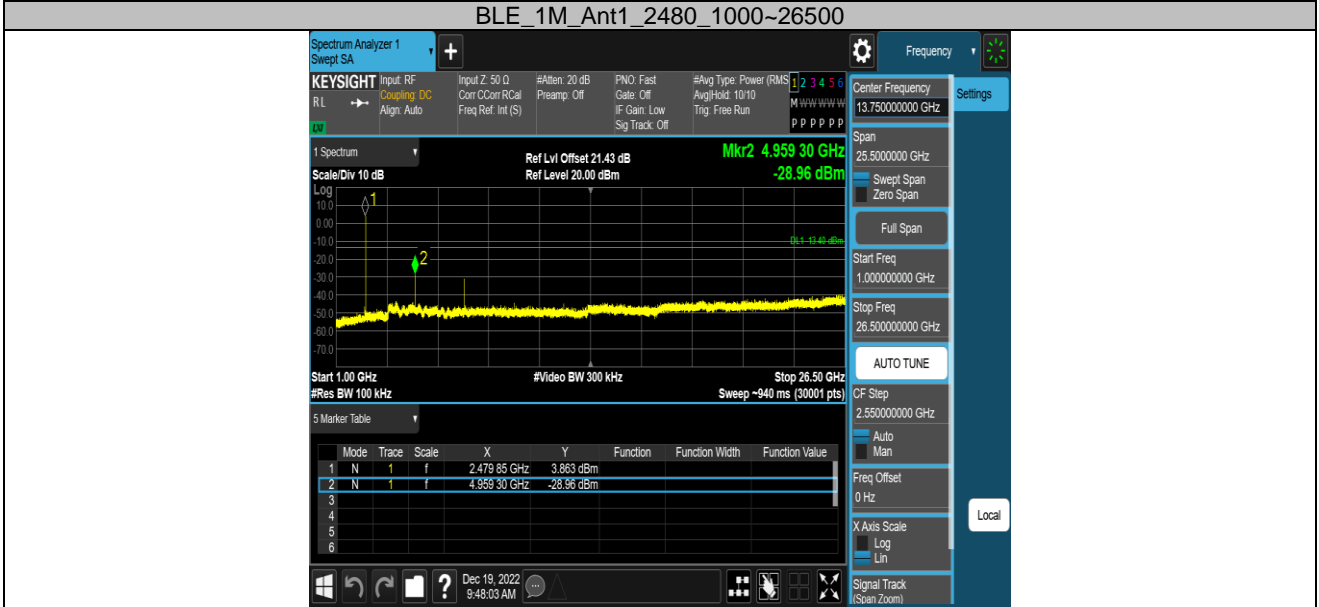 BLE_1M_Ant1_2480_1000~26500
Spectrum Analyzer 1
Swept SA
+
Frequency
KEYSIGHT
RL
LXI
Input: RF
Coupling: DC
Align: Auto
Input Z: 50 Ω
Corr CCorr RCal
Freq Ref: Int (S)
#Atten: 20 dB
Preamp: Off
PNO: Fast
Gate: Off
IF Gain: Low
Sig Track: Off
#Avg Type: Power (RMS
Avg|Hold: 10/10
Trig: Free Run
1 2 3 4 5 6
M W W W W W
P P P P P P
Center Frequency
13.750000000 GHz
Settings
Span
25.5000000 GHz
Swept Span
Zero Span
Full Span
Start Freq
1.000000000 GHz
Stop Freq
26.500000000 GHz
AUTO TUNE
CF Step
2.550000000 GHz
Auto
Man
Freq Offset
0 Hz
X Axis Scale
Log
Lin
Signal Track
(Span Zoom)
Local
1 Spectrum
Scale/Div 10 dB
Ref Lvl Offset 21.43 dB
Ref Level 20.00 dBm
Mkr2 4.959 30 GHz
-28.96 dBm
Log
10.0
0.00
-10.0
-20.0
-30.0
-40.0
-50.0
-60.0
-70.0
1
2
DL1 -13.40 dBm
Start 1.00 GHz
#Video BW 300 kHz
Stop 26.50 GHz
#Res BW 100 kHz
Sweep ~940 ms (30001 pts)
5 Marker Table
Mode Trace Scale X Y Function Function Width Function Value
1 N 1 f 2.479 85 GHz 3.863 dBm
2 N 1 f 4.959 30 GHz -28.96 dBm
3
4
5
6
?
Dec 19, 2022
9:48:03 AM